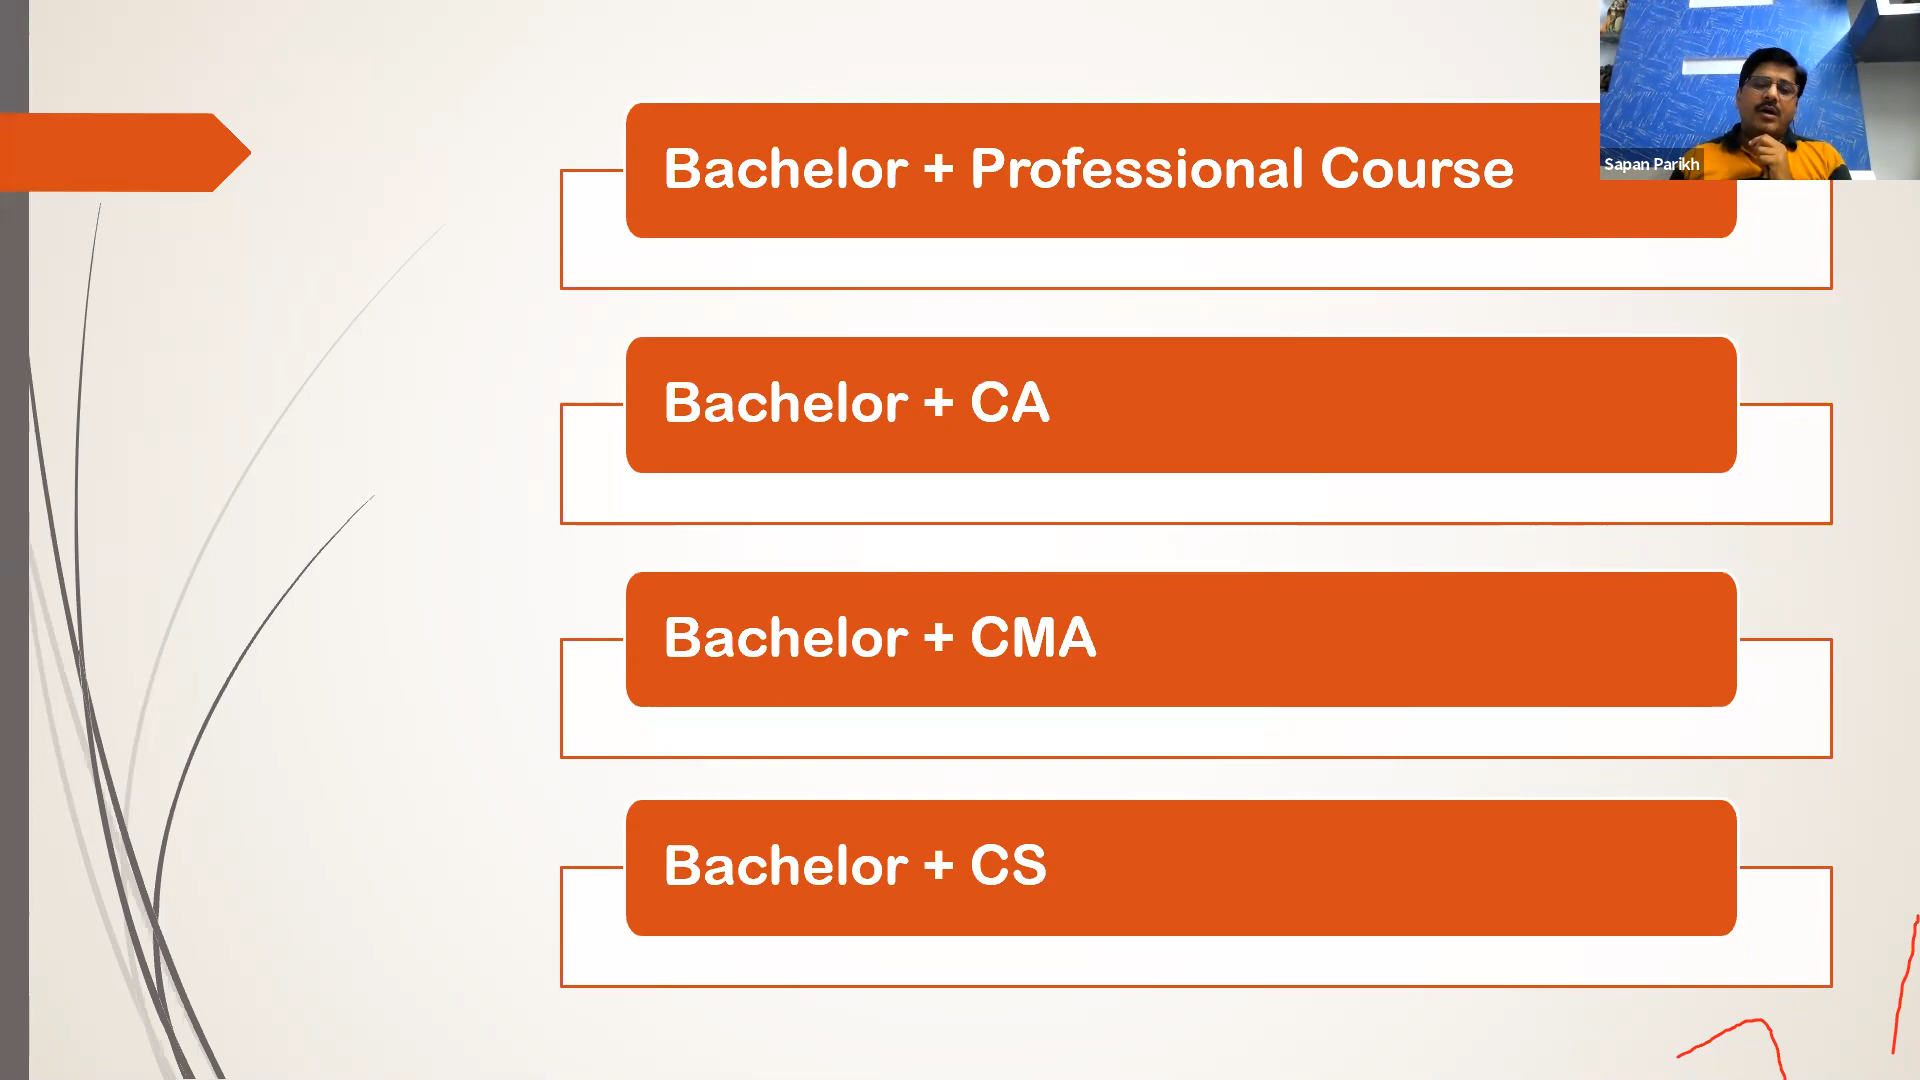 Bachelor + Professional Course
Sapan Parikh
Bachelor + CA
Bachelor + CMA
Bachelor + CS